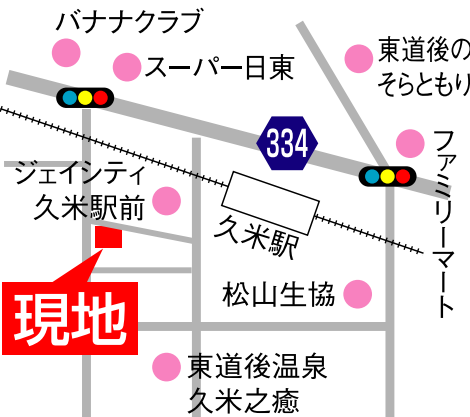 バナナクラブ
スーパー日東
東道後の
そらともり
334
ファミリーマート
ジェイシティ
久米駅前
久米駅
松山生協
現地
東道後温泉
久米之癒